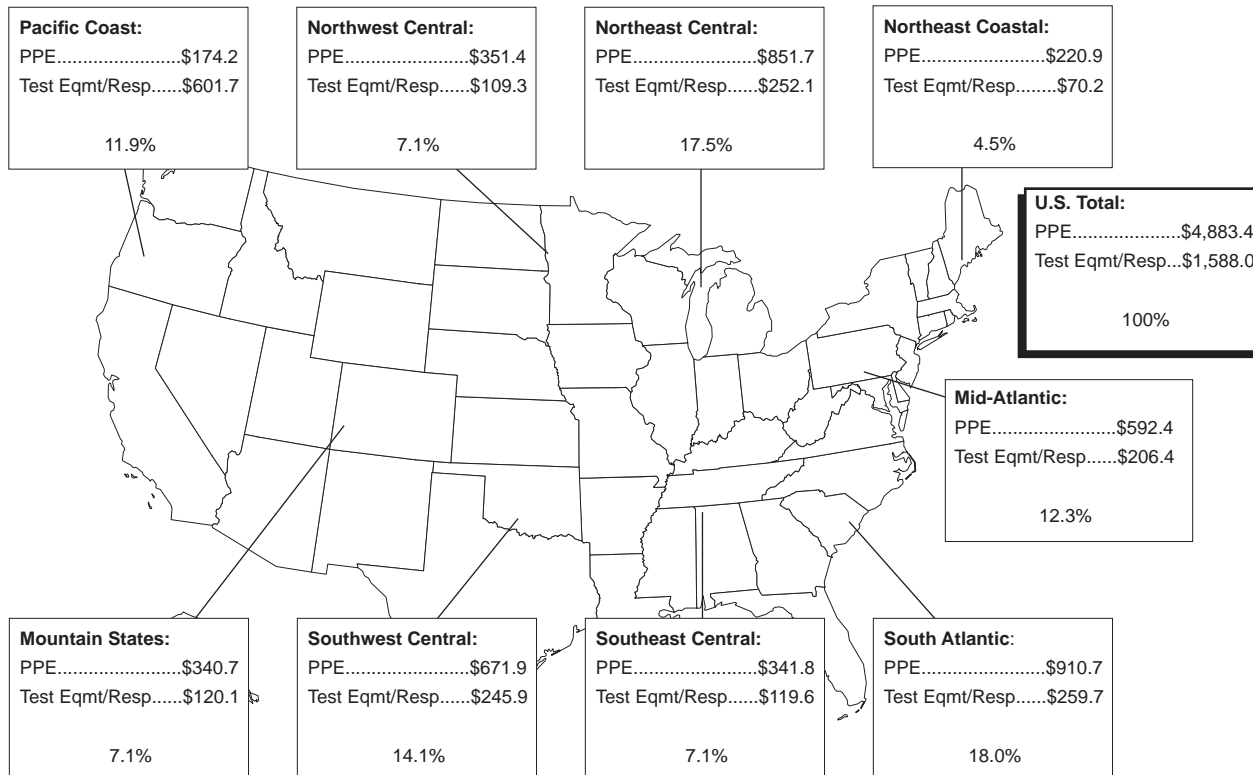 Pacific Coast:
PPE........................$174.2
Test Eqmt/Resp......$601.7
11.9%
Northwest Central:
PPE........................$351.4
Test Eqmt/Resp......$109.3
7.1%
Northeast Central:
PPE........................$851.7
Test Eqmt/Resp......$252.1
17.5%
Northeast Coastal:
PPE........................$220.9
Test Eqmt/Resp........$70.2
4.5%
U.S. Total:
PPE.....................$4,883.4
Test Eqmt/Resp...$1,588.0
100%
Mid-Atlantic:
PPE........................$592.4
Test Eqmt/Resp......$206.4
12.3%
Mountain States:
PPE........................$340.7
Test Eqmt/Resp......$120.1
7.1%
Southwest Central:
PPE........................$671.9
Test Eqmt/Resp......$245.9
14.1%
Southeast Central:
PPE........................$341.8
Test Eqmt/Resp......$119.6
7.1%
South Atlantic:
PPE........................$910.7
Test Eqmt/Resp......$259.7
18.0%